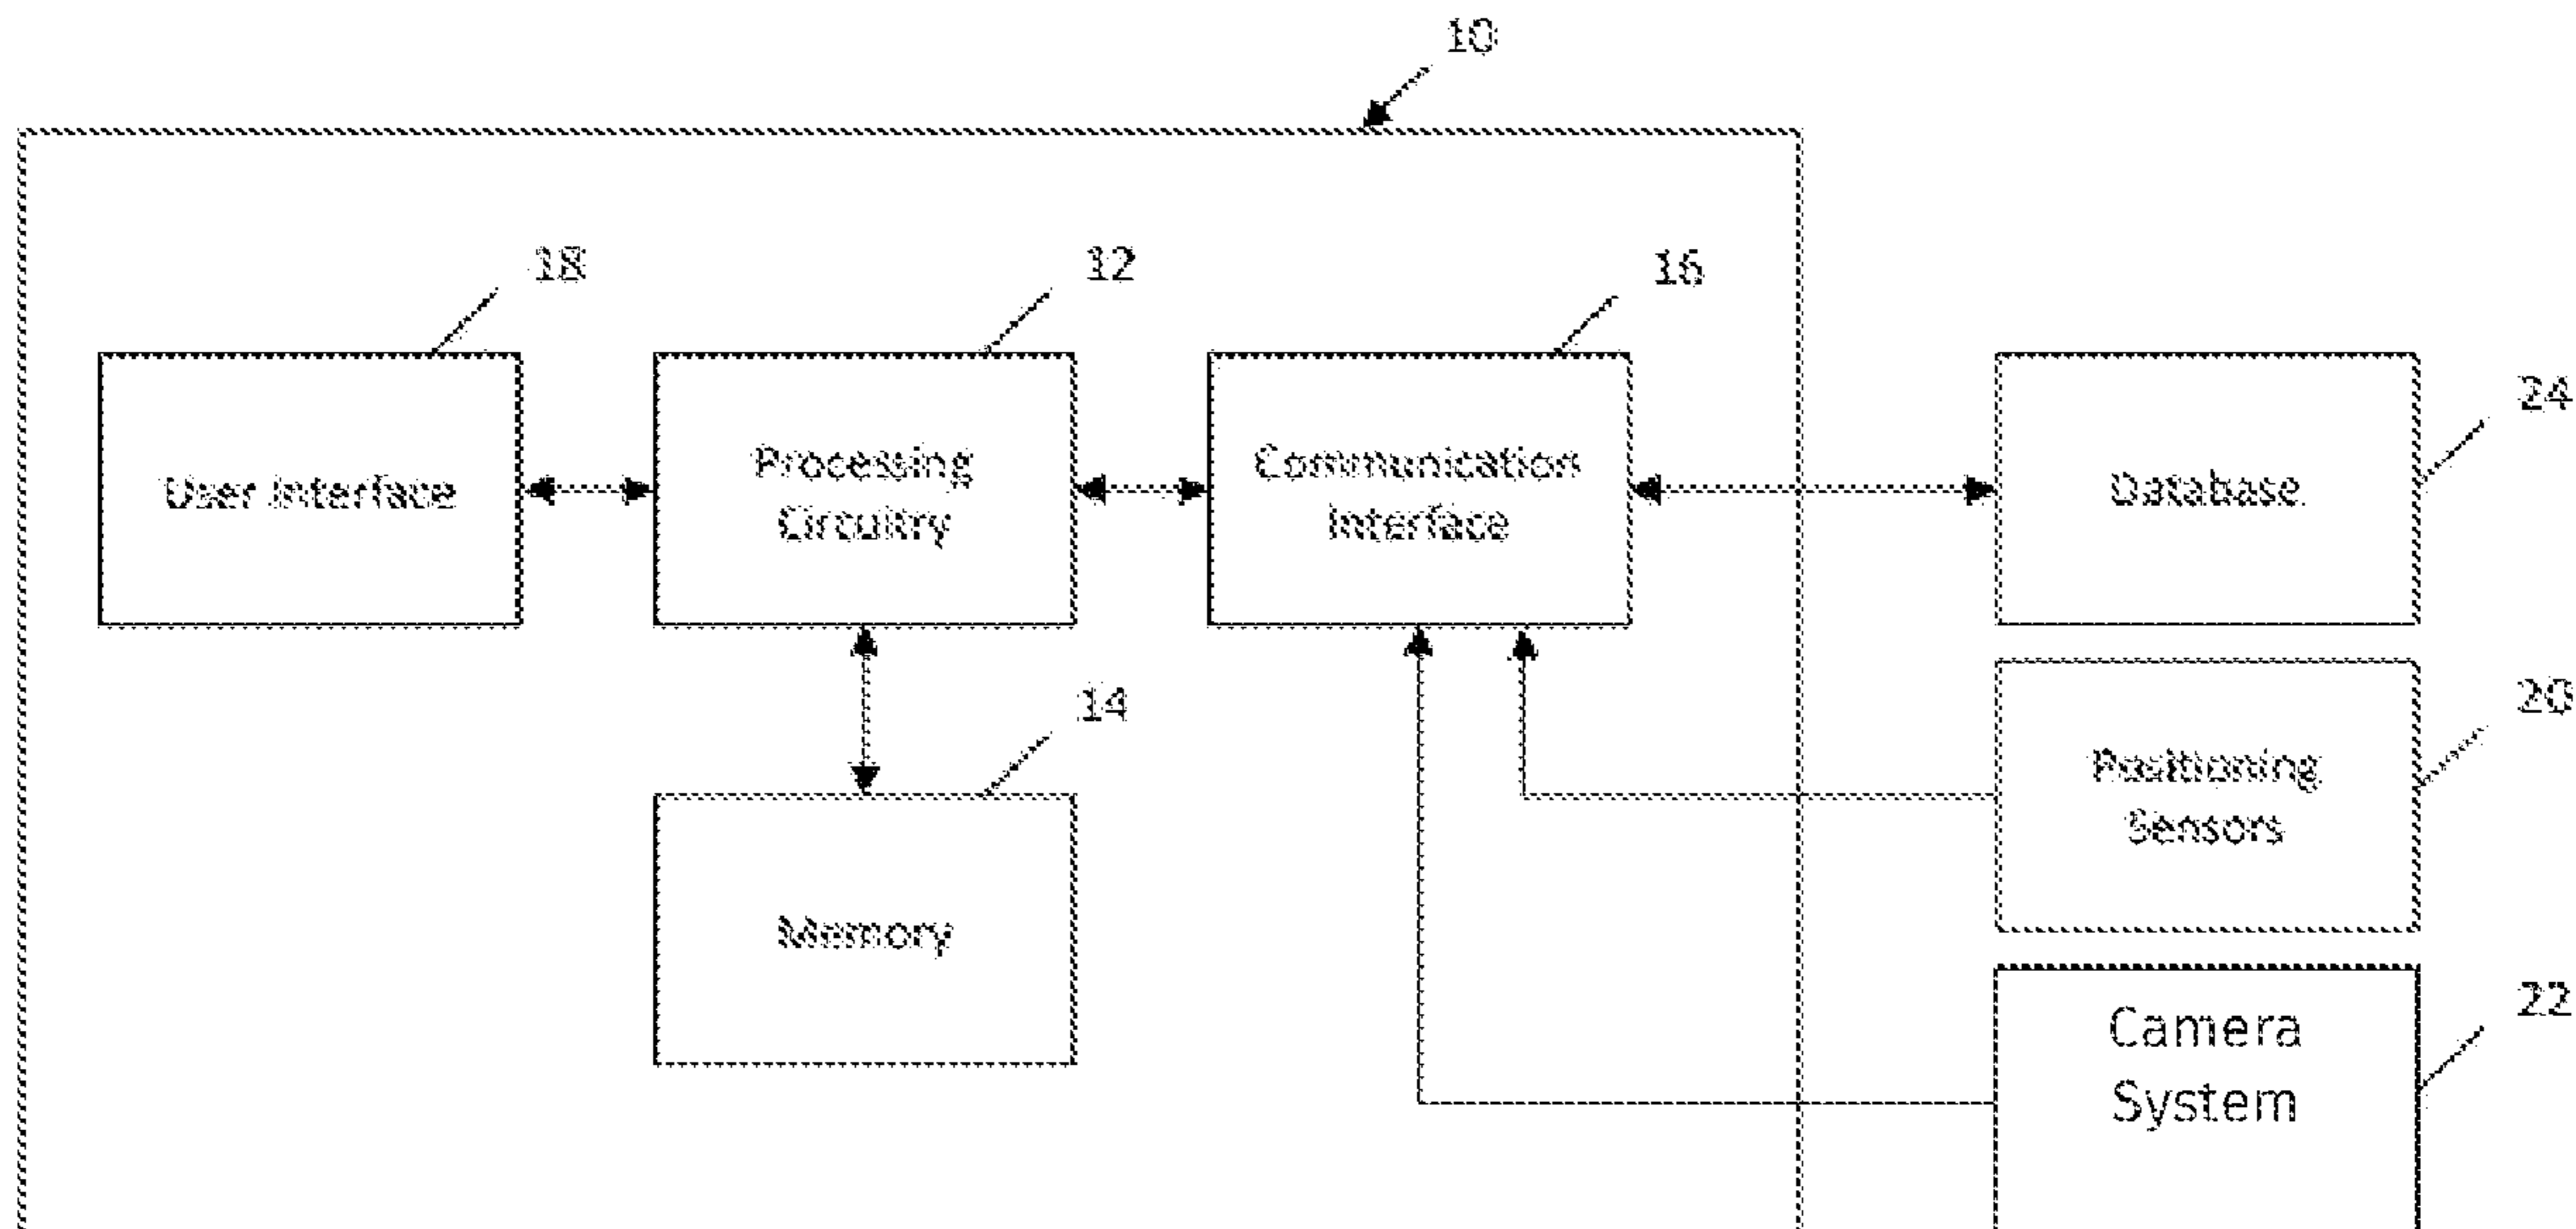 10
18
12
16
User Interface
Processing
Circuitry
Communication
Interface
Database
24
14
Memory
Positioning
Sensors
20
Camera
System
22